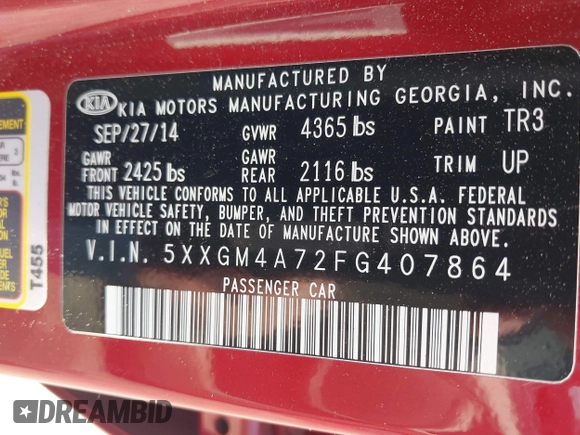 MANUFACTURED BY
KIA KIA MOTORS MANUFACTURING GEORGIA, INC.
SEP/27/14 GVWR 4365 lbs PAINT TR3
GAWR FRONT 2425 lbs GAWR REAR 2116 lbs TRIM UP
THIS VEHICLE CONFORMS TO ALL APPLICABLE U.S.A. FEDERAL
MOTOR VEHICLE SAFETY, BUMPER, AND THEFT PREVENTION STANDARDS
IN EFFECT ON THE DATE OF MANUFACTURE SHOWN ABOVE.
V.I.N. 5XXGM4A72FG407864
PASSENGER CAR
T455
DREAMBID